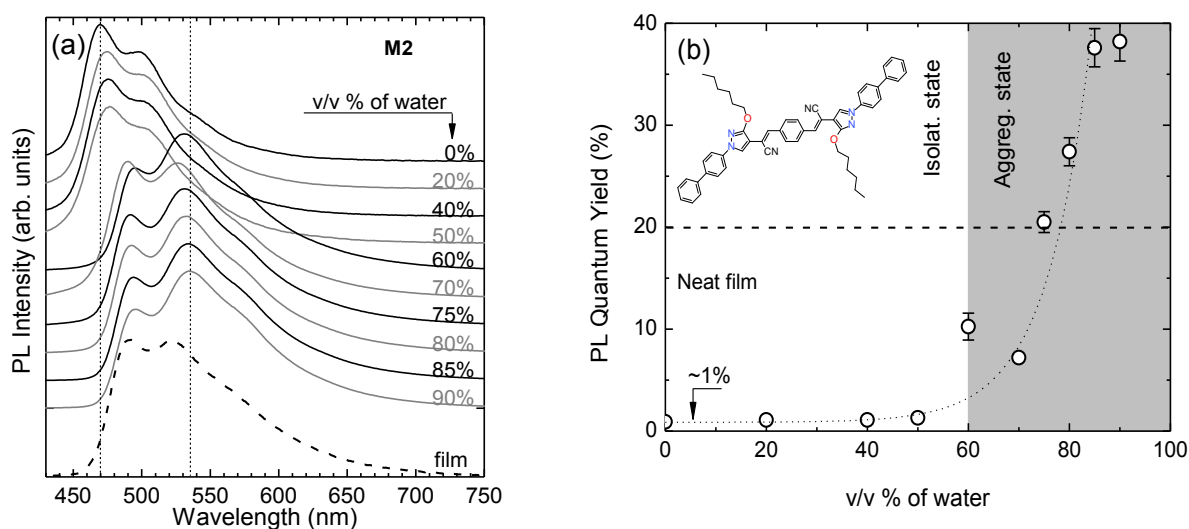 (a)
M2
v/v % of water
0%
20%
40%
50%
60%
70%
75%
80%
85%
90%
film
PL Intensity (arb. units)
450 500 550 600 650 700 750
Wavelength (nm)
(b)
40
30
20
10
0
PL Quantum Yield (%)
Isolat. state
Aggreg. state
NC
O
N
N
N
N
O
CN
Neat film
~1%
0 20 40 60 80 100
v/v % of water